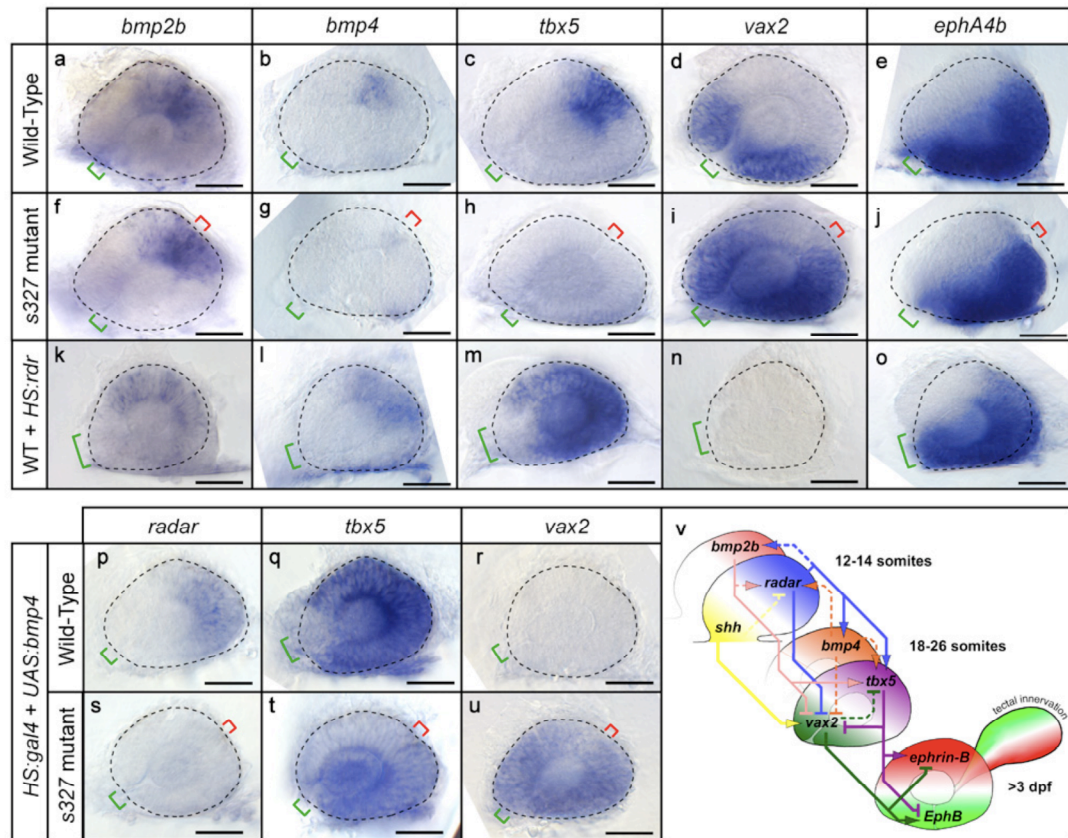 bmp2b bmp4 tbx5 vax2 ephA4b
Wild-Type
a b c d e
s327 mutant
f g h i j
WT + HS:rdr
k l m n o
radar tbx5 vax2
HS:gal4 + UAS:bmp4
Wild-Type
p q r
s327 mutant
s t u
v
bmp2b
12-14 somites
radar
shh
bmp4
18-26 somites
tbx5
vax2
tectal innervation
ephrin-B
>3 dpf
EphB